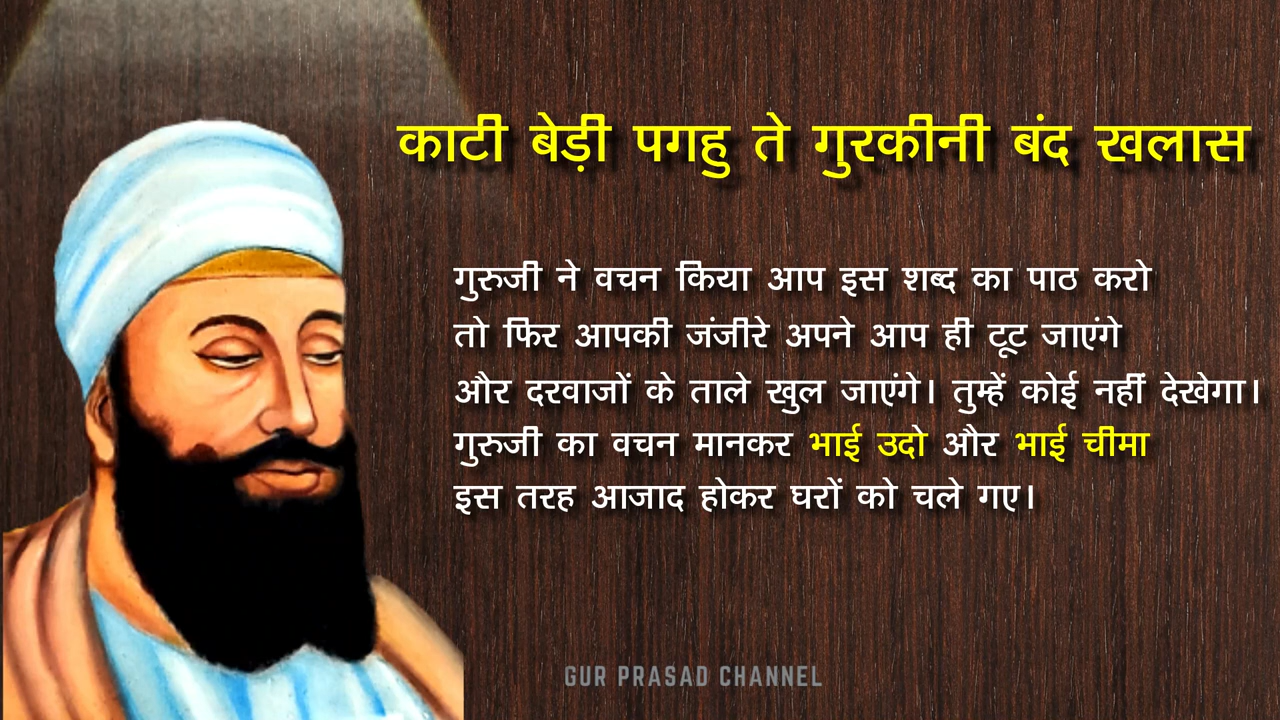 काटी बेड़ी पगहु ते गुरकीनी बंद खलास
गुरुजी ने वचन किया आप इस शब्द का पाठ करो
तो फिर आपकी जंजीरे अपने आप ही टूट जाएंगे
और दरवाजों के ताले खुल जाएंगे। तुम्हें कोई नहीं देखेगा।
गुरुजी का वचन मानकर भाई उदो और भाई चीमा
इस तरह आजाद होकर घरों को चले गए।
GUR PRASAD CHANNEL